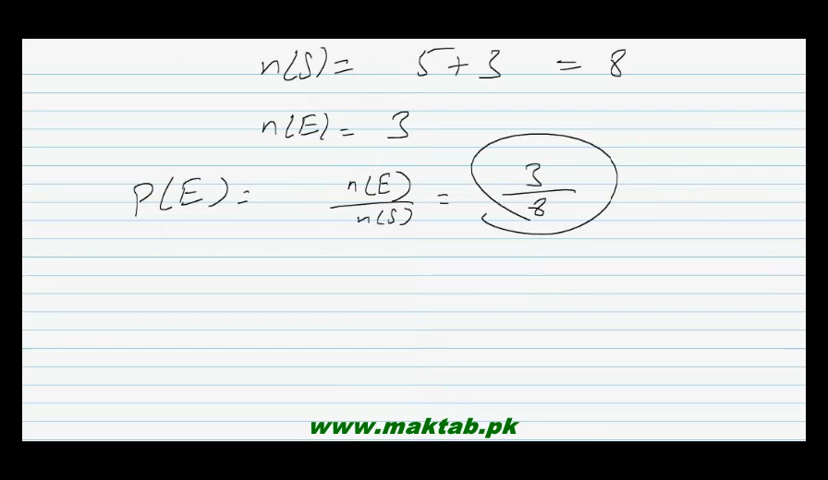 n(S) = 5 + 3 = 8
n(E) = 3
P(E) = n(E)/n(S) = 3/8
www.maktab.pk